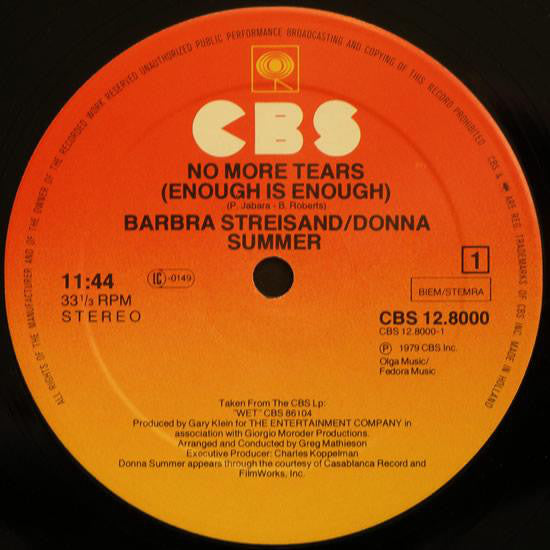 ALL RIGHTS OF THE MANUFACTURER AND OF THE OWNER OF THE RECORDED WORK RESERVED UNAUTHORIZED PUBLIC PERFORMANCE BROADCASTING AND COPYING OF THIS RECORD PROHIBITED
CBS & ARE REG. TRADEMARKS OF CBS INC. MADE IN HOLLAND
CBS
NO MORE TEARS
(ENOUGH IS ENOUGH)
(P. Jabara - B. Roberts)
BARBRA STREISAND/DONNA
SUMMER
11:44
33 1/3 RPM
STEREO
LC -0149
1
BIEM/STEMRA
CBS 12.8000
CBS 12.8000-1
Ⓟ 1979 CBS Inc.
Olga Music/
Fedora Music
Taken From The CBS Lp:
"WET" CBS 86104
Produced by Gary Klein for THE ENTERTAINMENT COMPANY in
association with Giorgio Moroder Productions.
Arranged and Conducted by Greg Mathieson
Executive Producer: Charles Koppelman
Donna Summer appears through the courtesy of Casablanca Record and
FilmWorks, Inc.